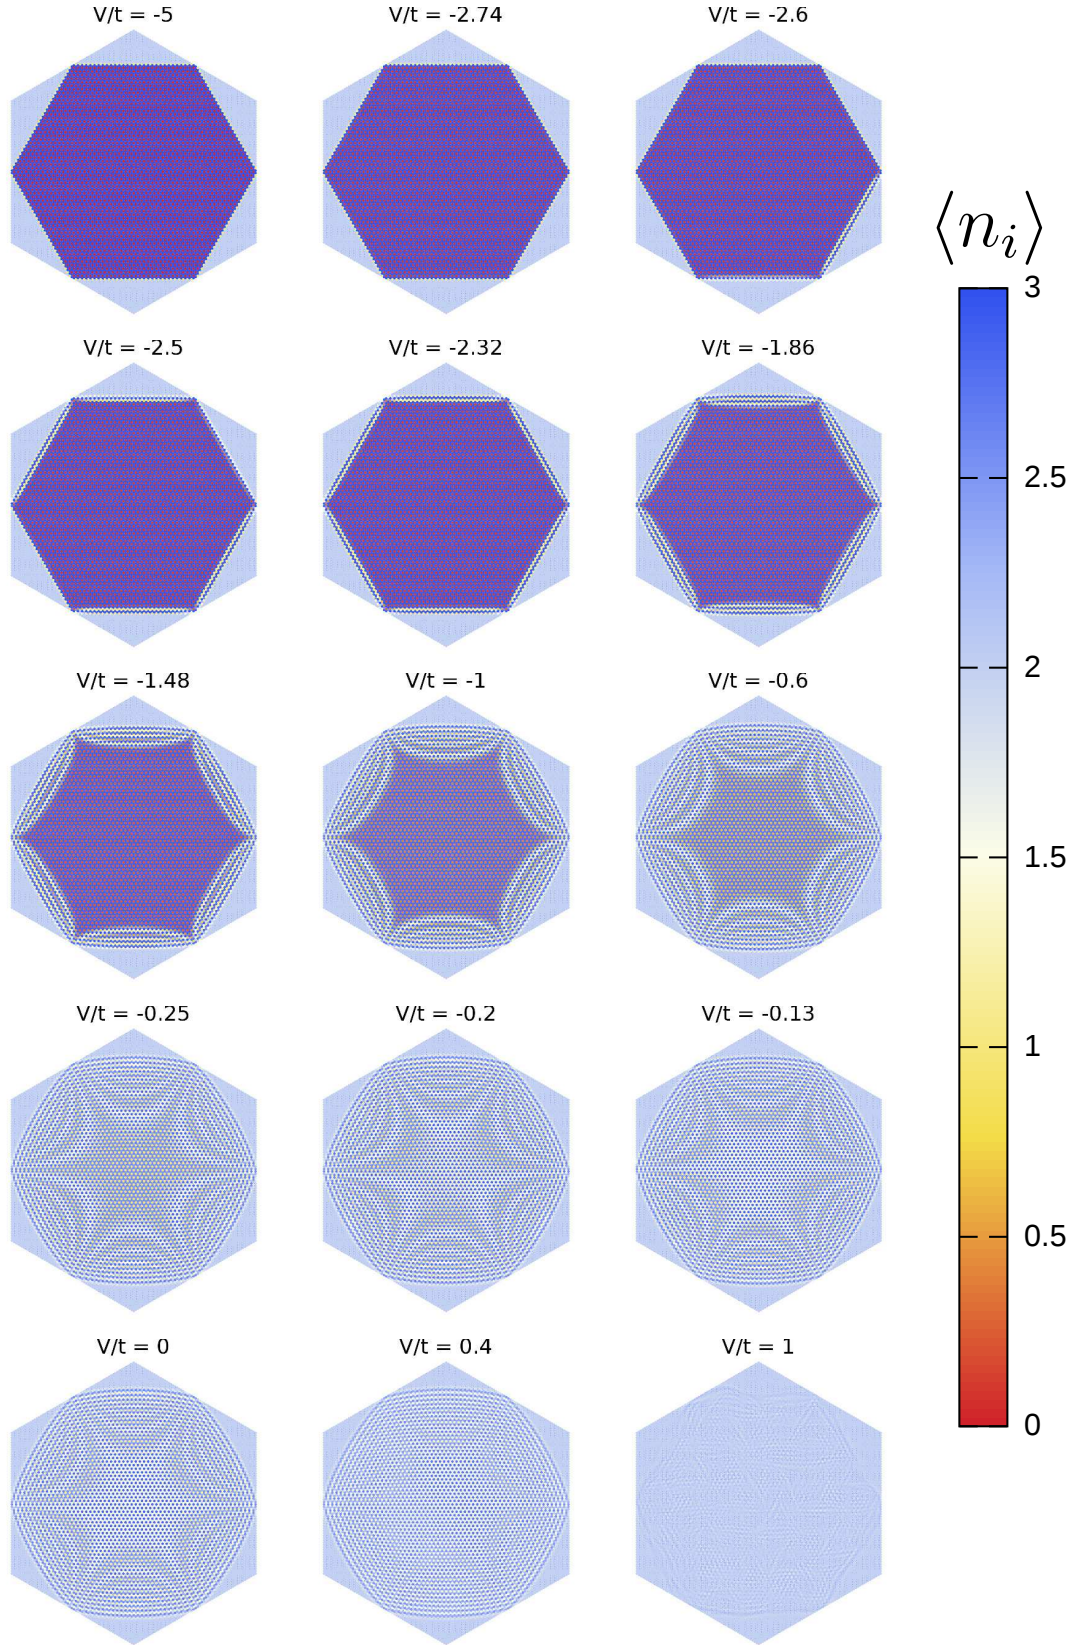 V/t = -5
V/t = -2.74
V/t = -2.6
⟨n_i⟩
3
V/t = -2.5
V/t = -2.32
V/t = -1.86
2.5
2
V/t = -1.48
V/t = -1
V/t = -0.6
1.5
V/t = -0.25
V/t = -0.2
V/t = -0.13
1
0.5
V/t = 0
V/t = 0.4
V/t = 1
0